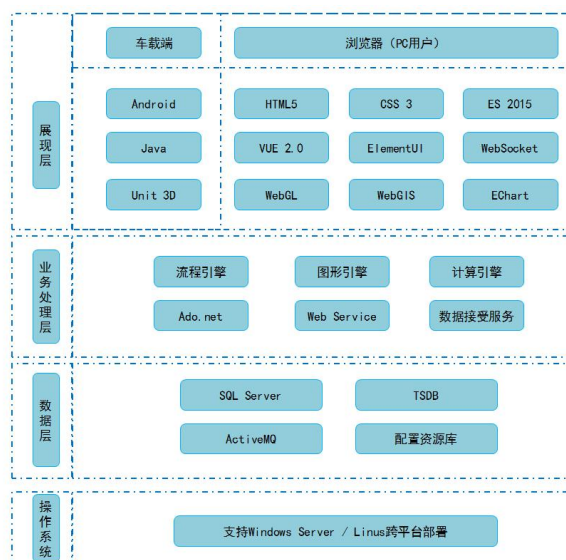 车载端
浏览器（PC用户）
展现层
Android
HTML5
CSS 3
ES 2015
Java
VUE 2.0
ElementUI
WebSocket
Unit 3D
WebGL
WebGIS
EChart
业务处理层
流程引擎
图形引擎
计算引擎
Ado.net
Web Service
数据接受服务
数据层
SQL Server
TSDB
ActiveMQ
配置资源库
操作系统
支持Windows Server / Linus跨平台部署